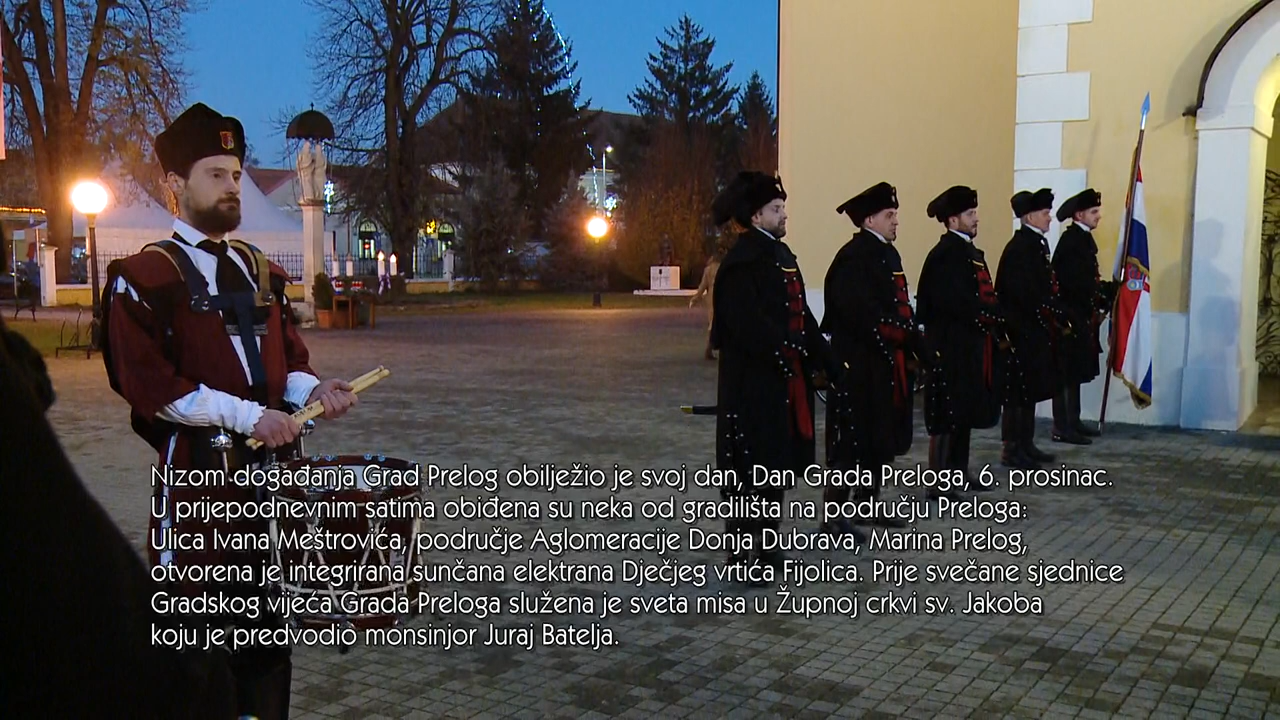 Nizom događanja Grad Prelog obilježio je svoj dan, Dan Grada Preloga, 6. prosinac.
U prijepodnevnim satima obiđena su neka od gradilišta na području Preloga:
Ulica Ivana Meštrovića, područje Aglomeracije Donja Dubrava, Marina Prelog,
otvorena je integrirana sunčana elektrana Dječjeg vrtića Fijolica. Prije svečane sjednice
Gradskog vijeća Grada Preloga služena je sveta misa u Župnoj crkvi sv. Jakoba
koju je predvodio monsinjor Juraj Batelja.